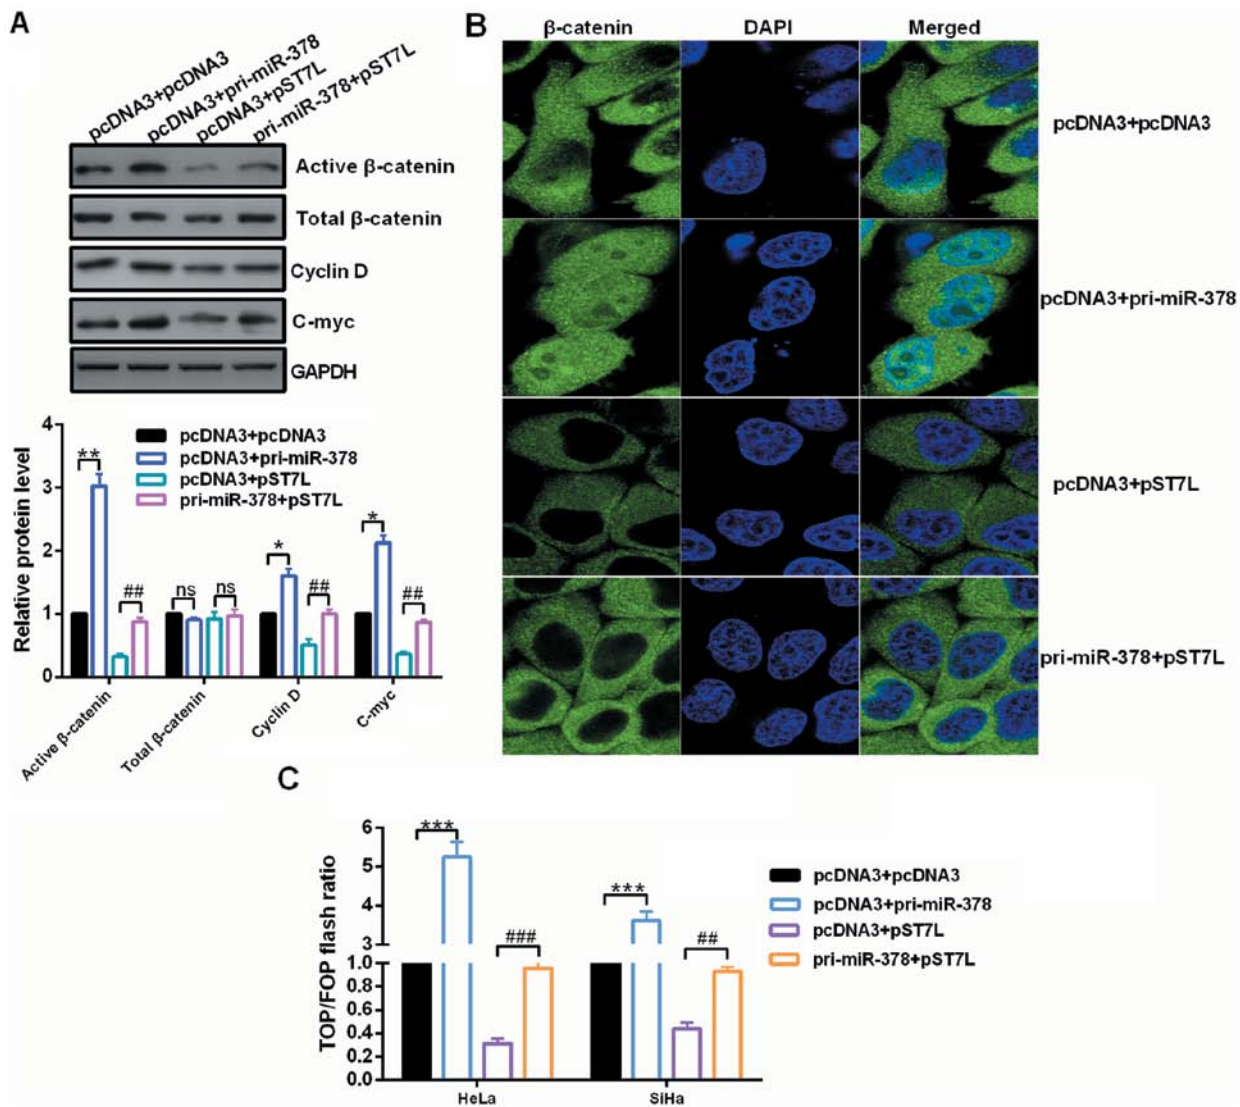 A
pcDNA3+pcDNA3
pcDNA3+pri-miR-378
pcDNA3+pST7L
pri-miR-378+pST7L
Active β-catenin
Total β-catenin
Cyclin D
C-myc
GAPDH
Relative protein level
4
3
2
1
0
pcDNA3+pcDNA3
pcDNA3+pri-miR-378
pcDNA3+pST7L
pri-miR-378+pST7L
**
##
ns
ns
*
##
*
##
Active β-catenin
Total β-catenin
Cyclin D
C-myc
B
β-catenin
DAPI
Merged
pcDNA3+pcDNA3
pcDNA3+pri-miR-378
pcDNA3+pST7L
pri-miR-378+pST7L
C
TOP/FOP flash ratio
6
5
4
3
1.0
0.8
0.6
0.4
0.2
0.0
***
###
***
##
HeLa
SiHa
pcDNA3+pcDNA3
pcDNA3+pri-miR-378
pcDNA3+pST7L
pri-miR-378+pST7L